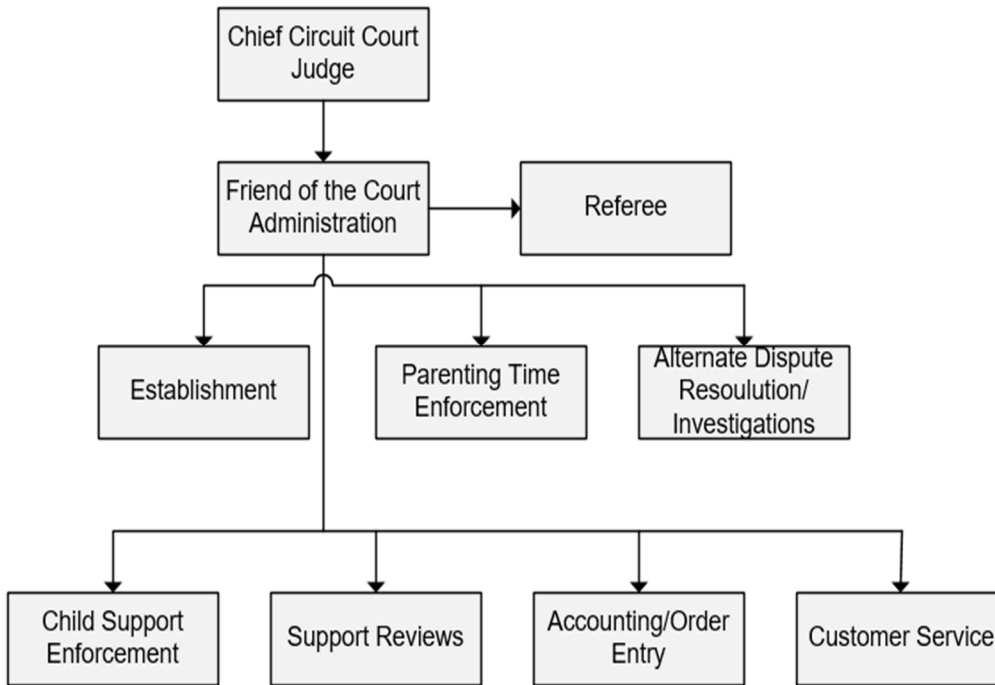 Chief Circuit Court
Judge
Friend of the Court
Administration
Referee
Establishment
Parenting Time
Enforcement
Alternate Dispute
Resoulution/
Investigations
Child Support
Enforcement
Support Reviews
Accounting/Order
Entry
Customer Service